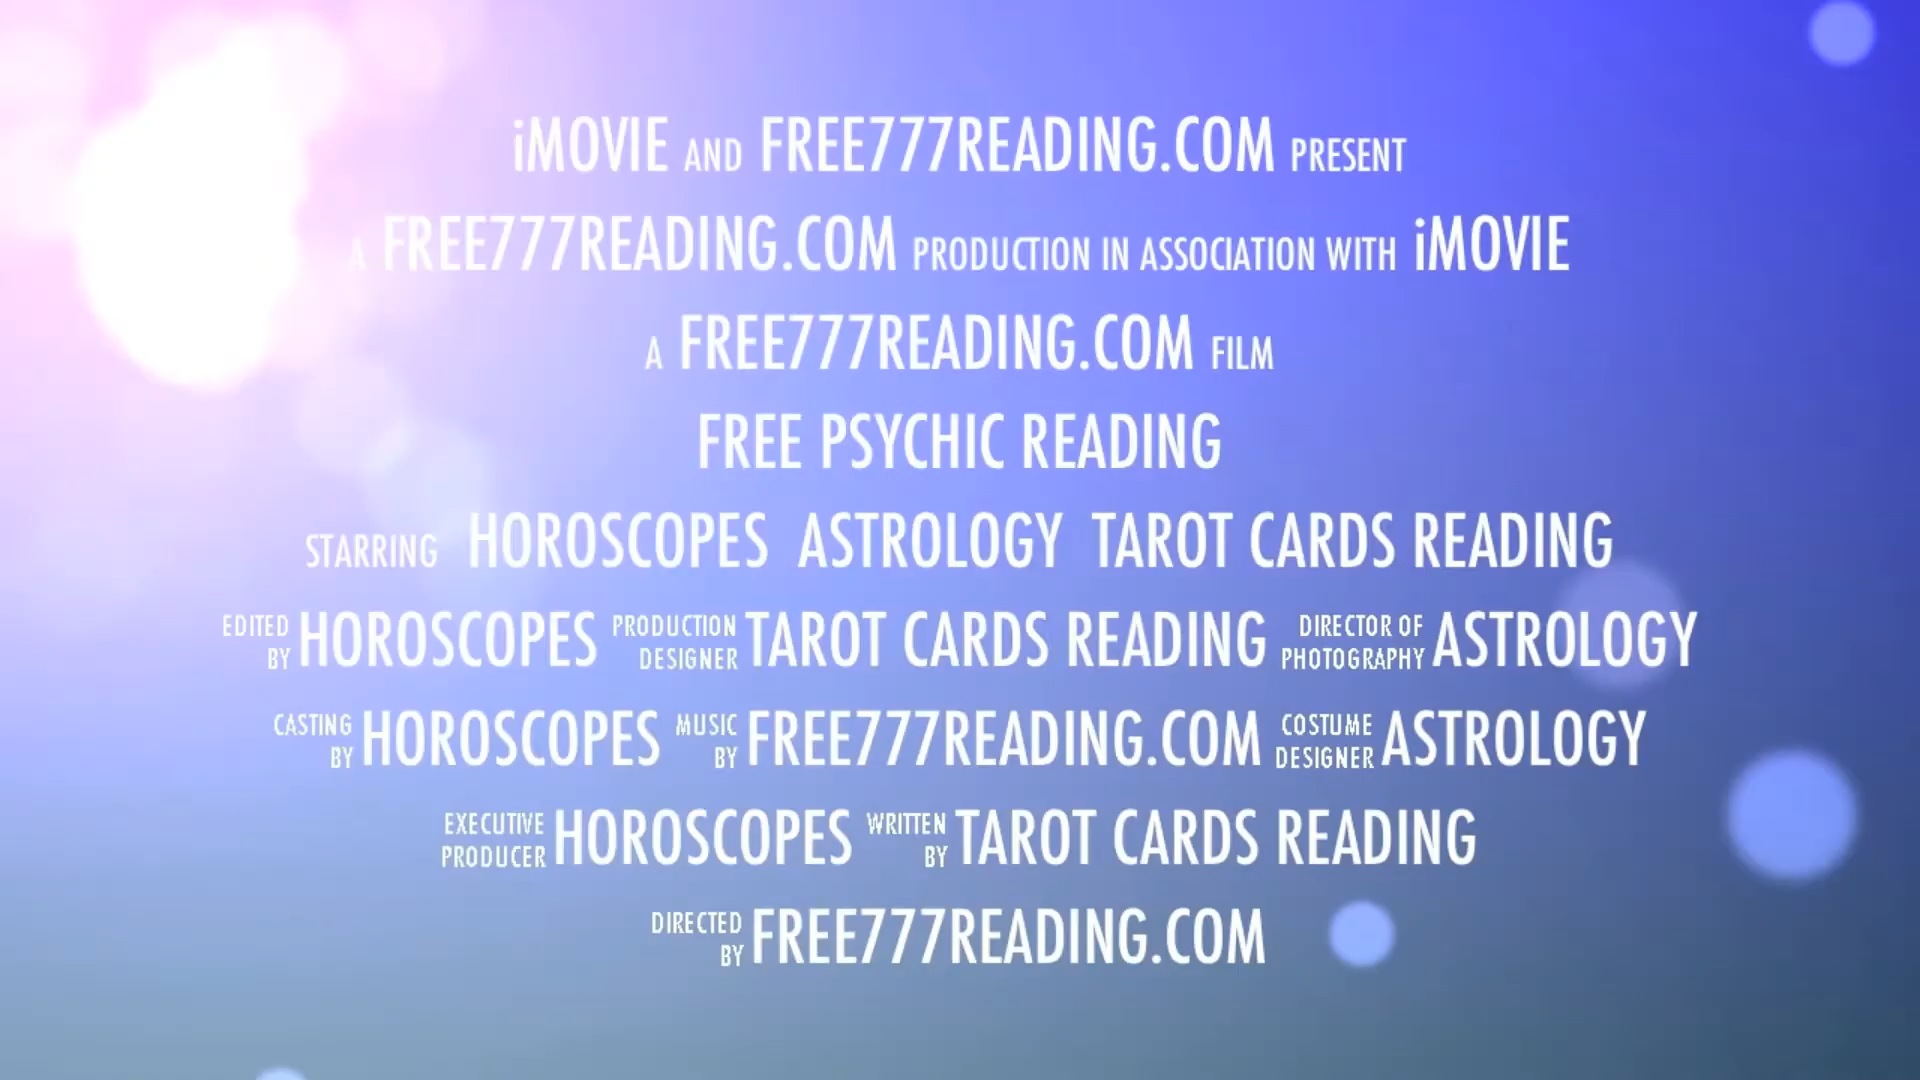 iMOVIE AND FREE777READING.COM PRESENT
A FREE777READING.COM PRODUCTION IN ASSOCIATION WITH iMOVIE
A FREE777READING.COM FILM
FREE PSYCHIC READING
STARRING HOROSCOPES ASTROLOGY TAROT CARDS READING
EDITED BY HOROSCOPES PRODUCTION DESIGNER TAROT CARDS READING DIRECTOR OF PHOTOGRAPHY ASTROLOGY
CASTING BY HOROSCOPES MUSIC BY FREE777READING.COM COSTUME DESIGNER ASTROLOGY
EXECUTIVE PRODUCER HOROSCOPES WRITTEN BY TAROT CARDS READING
DIRECTED BY FREE777READING.COM